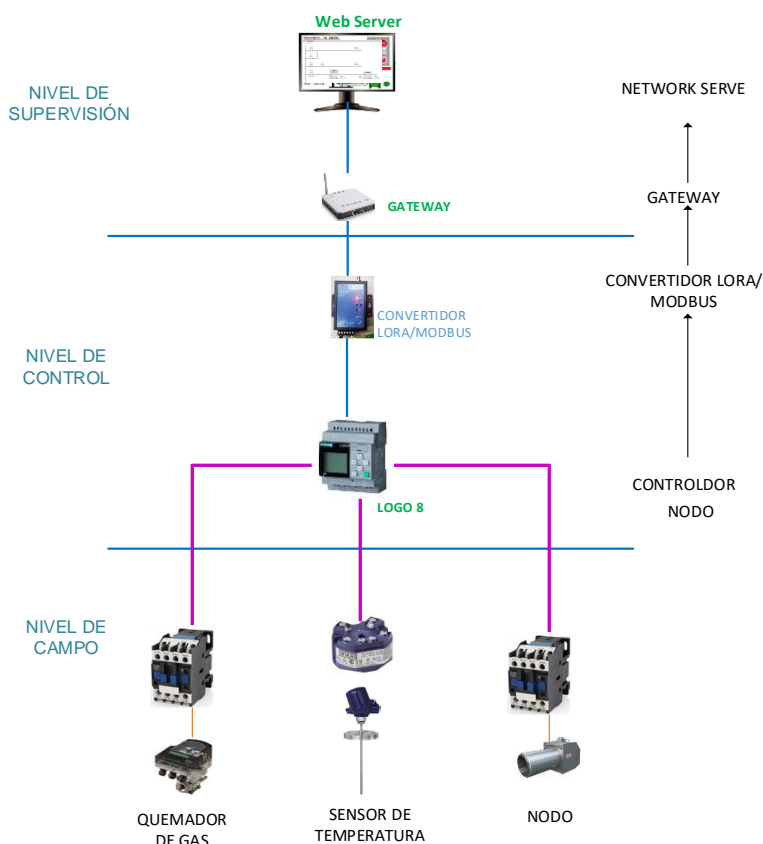 Web Server
NIVEL DE
SUPERVISIÓN
NETWORK SERVE
GATEWAY
GATEWAY
CONVERTIDOR LORA/
MODBUS
CONVERTIDOR
LORA/MODBUS
NIVEL DE
CONTROL
CONTROLDOR
NODO
LOGO 8
NIVEL DE
CAMPO
QUEMADOR
DE GAS
SENSOR DE
TEMPERATURA
NODO